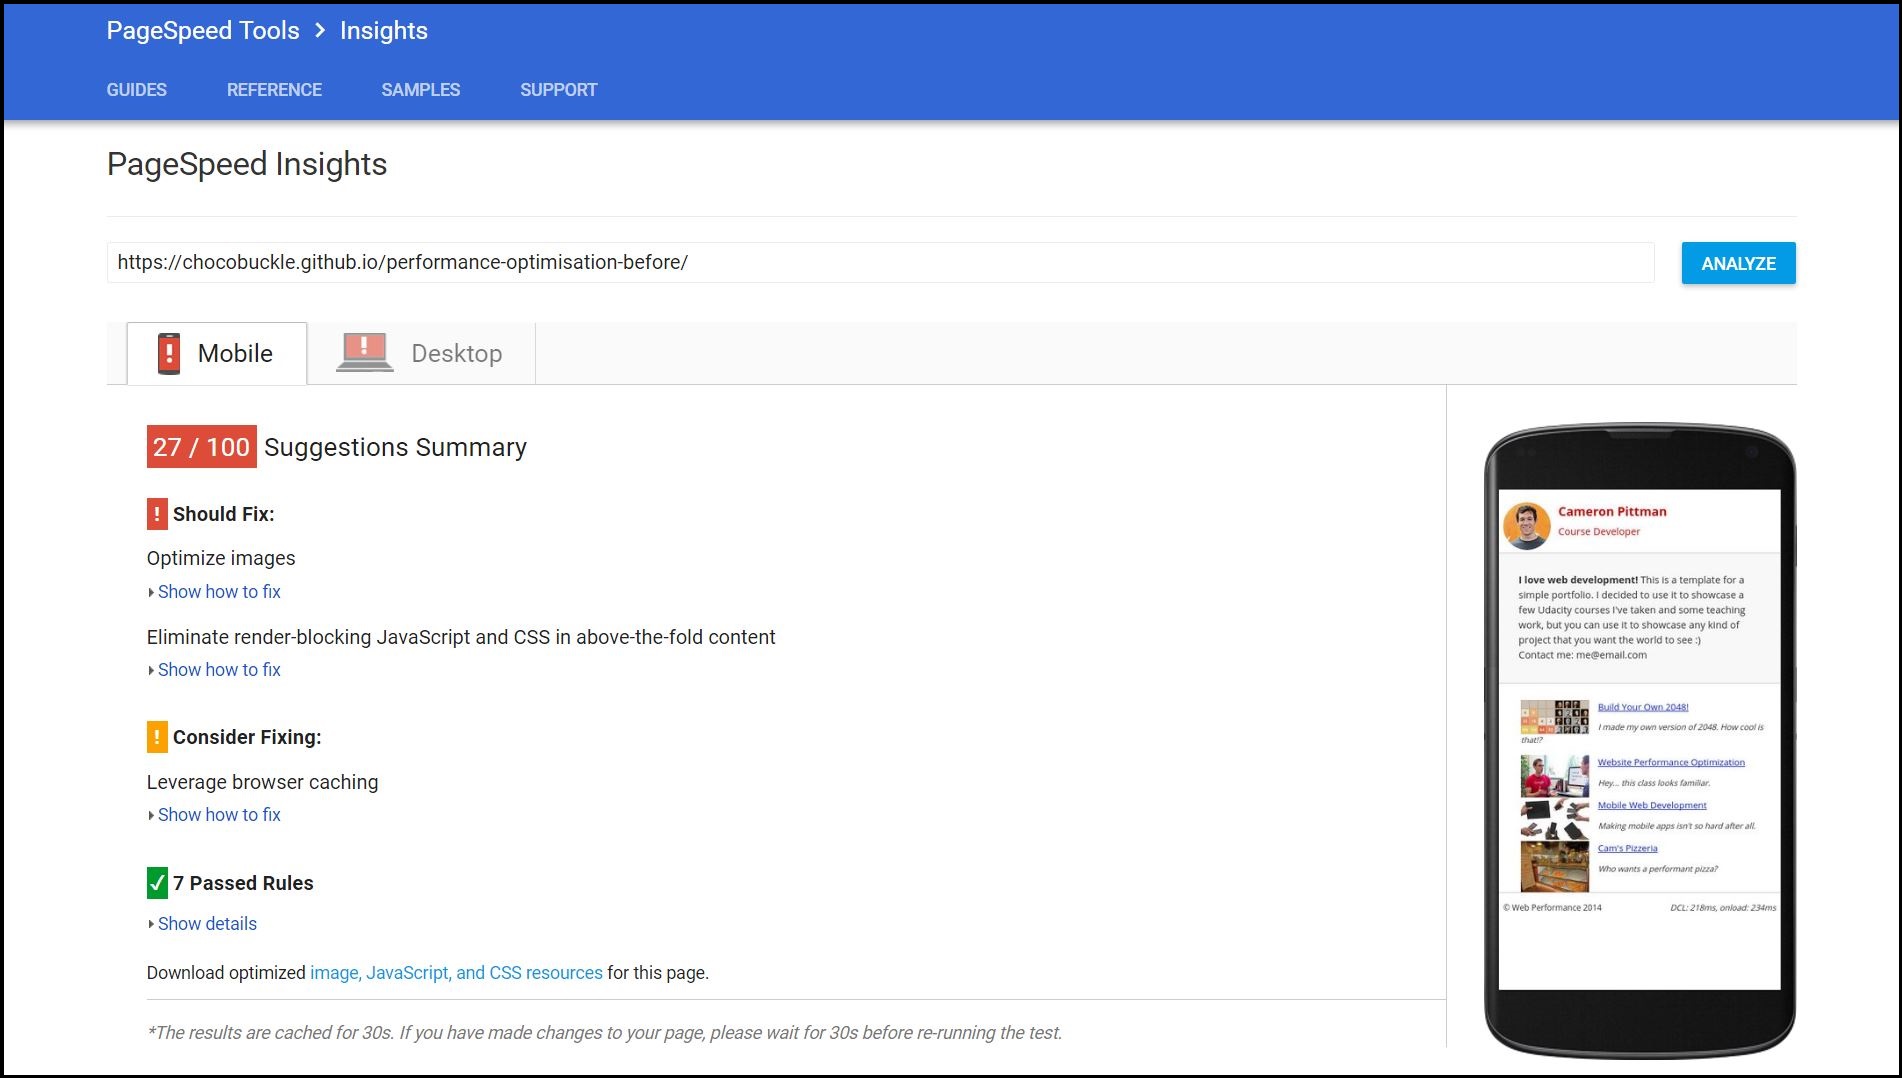 PageSpeed Tools > Insights
GUIDES REFERENCE SAMPLES SUPPORT
PageSpeed Insights
https://chocobuckle.github.io/performance-optimisation-before/
ANALYZE
! Mobile ! Desktop
27 / 100 Suggestions Summary
! Should Fix:
Optimize images
Show how to fix
Eliminate render-blocking JavaScript and CSS in above-the-fold content
Show how to fix
! Consider Fixing:
Leverage browser caching
Show how to fix
7 Passed Rules
Show details
Download optimized image, JavaScript, and CSS resources for this page.
*The results are cached for 30s. If you have made changes to your page, please wait for 30s before re-running the test.
Cameron Pittman
Course Developer
I love web development! This is a template for a
simple portfolio. I decided to use it to showcase a
few Udacity courses I've taken and some teaching
work, but you can use it to showcase any kind of
project that you want the world to see :)
Contact me: me@email.com
Build Your Own 2048!
I made my own version of 2048. How cool is
that!?
Website Performance Optimization
Hey... this class looks familiar.
Mobile Web Development
Making mobile apps isn't so hard after all.
Cam's Pizzeria
Who wants a performant pizza?
© Web Performance 2014 DCL: 218ms, onload: 234ms